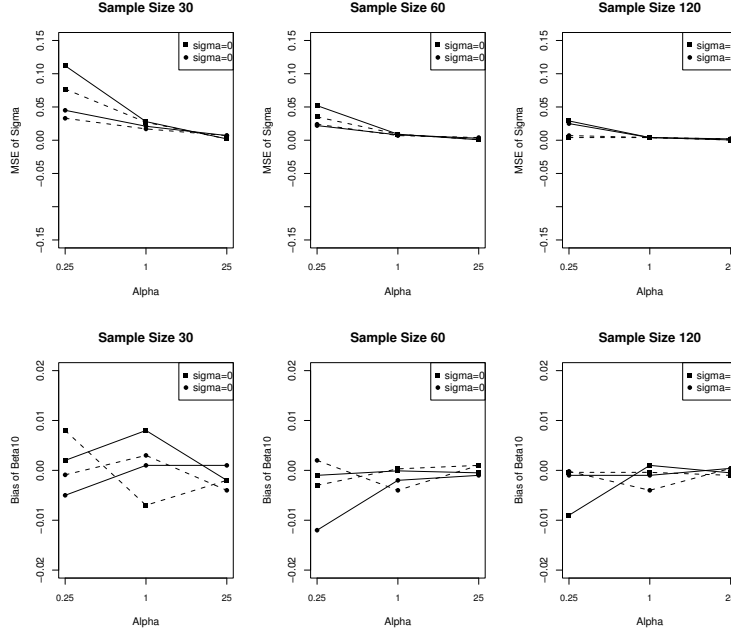 Sample Size 30
MSE of Sigma
0.15
0.10
0.05
0.00
−0.05
−0.15
0.25
1
25
Alpha
sigma=0
sigma=0
Sample Size 60
MSE of Sigma
0.15
0.10
0.05
0.00
−0.05
−0.15
0.25
1
25
Alpha
sigma=0
sigma=0
Sample Size 120
MSE of Sigma
0.15
0.10
0.05
0.00
−0.05
−0.15
0.25
1
25
Alpha
sigma=
sigma=
Sample Size 30
Bias of Beta10
0.02
0.01
0.00
−0.01
−0.02
0.25
1
25
Alpha
sigma=0
sigma=0
Sample Size 60
Bias of Beta10
0.02
0.01
0.00
−0.01
−0.02
0.25
1
25
Alpha
sigma=0
sigma=0
Sample Size 120
Bias of Beta10
0.02
0.01
0.00
−0.01
−0.02
0.25
1
25
Alpha
sigma=
sigma=